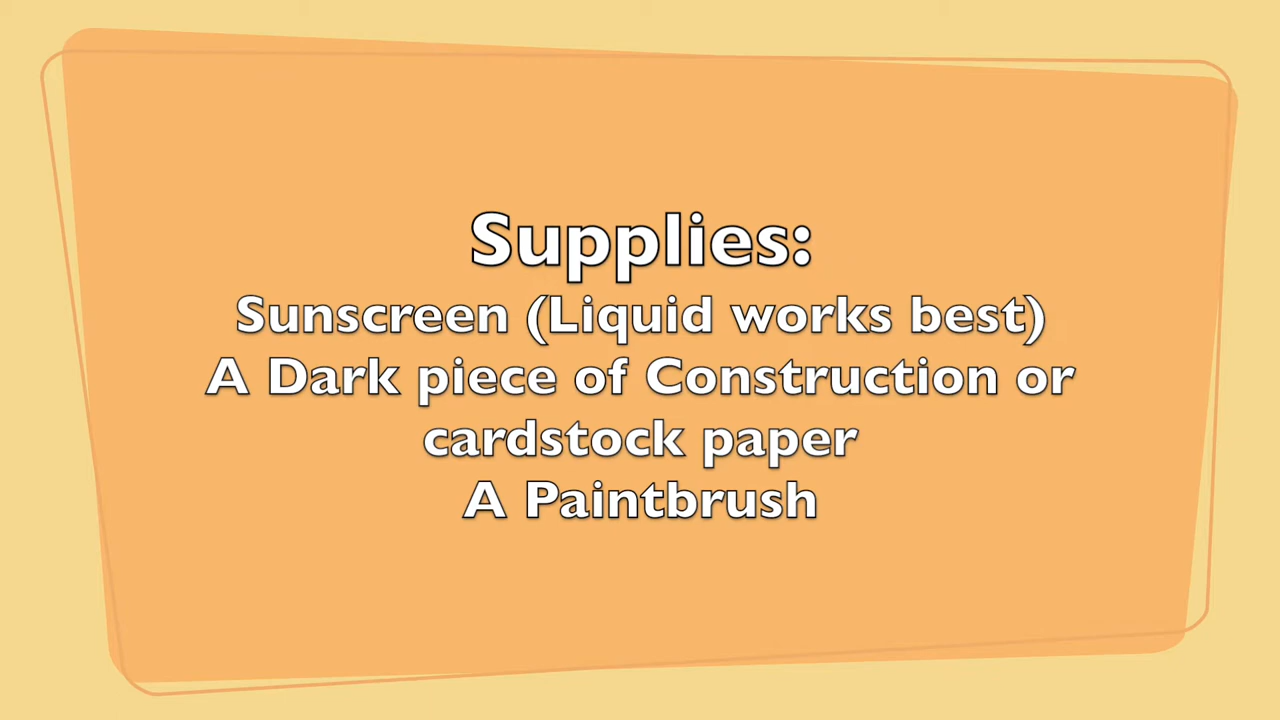 Supplies:
Sunscreen (Liquid works best)
A Dark piece of Construction or
cardstock paper
A Paintbrush